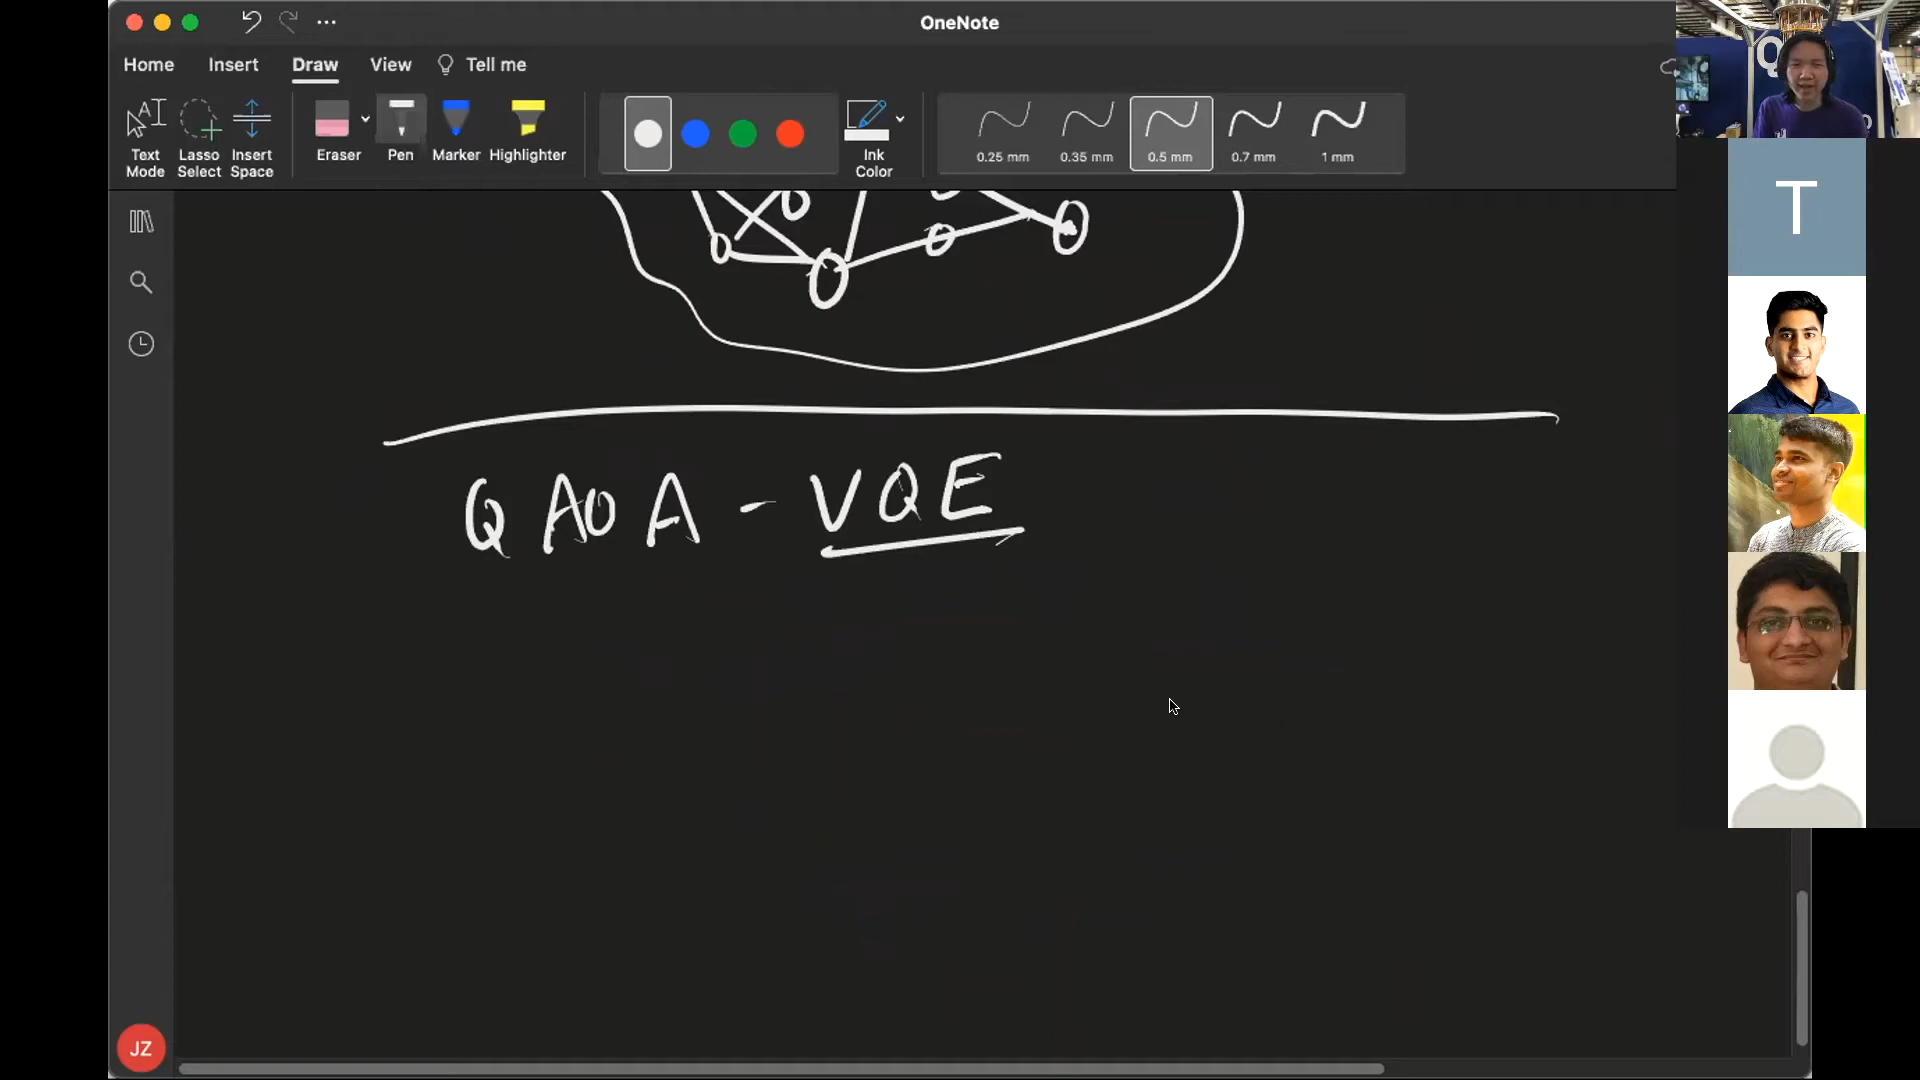 OneNote
Home Insert Draw View Tell me
Text Mode
Lasso Select
Insert Space
Eraser
Pen
Marker
Highlighter
Ink Color
0.25 mm
0.35 mm
0.5 mm
0.7 mm
1 mm
Q
T
QAOA - VQE
JZ